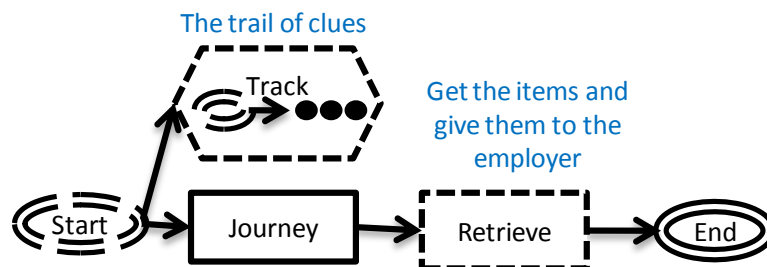 The trail of clues
Track
Get the items and
give them to the
employer
Start
Journey
Retrieve
End